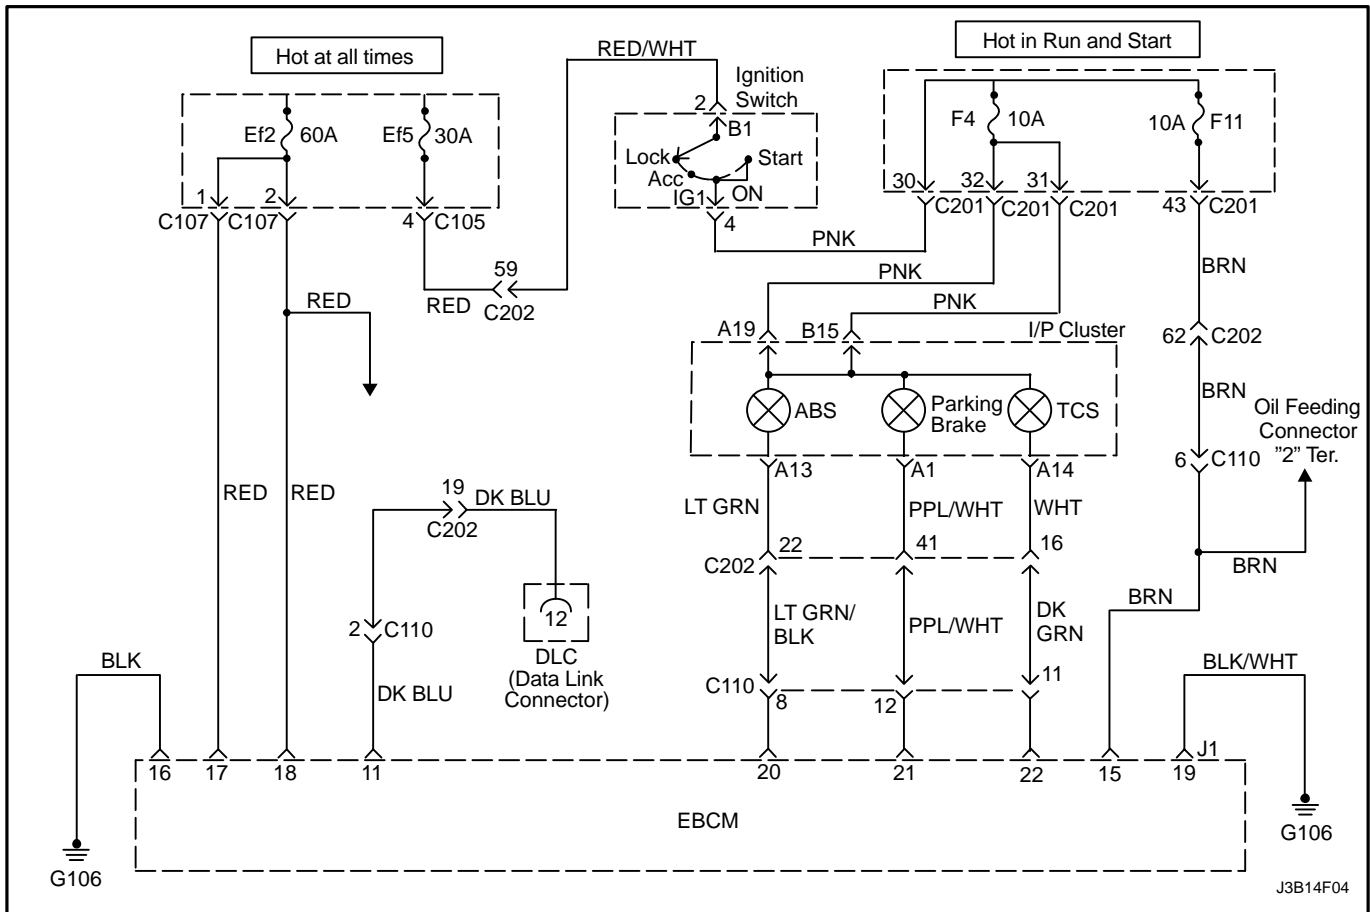 Hot at all times
RED/WHT
Hot in Run and Start
Ignition
Switch
2
B1
Lock
Start
Acc
IG1
ON
4
Ef2
60A
Ef5
30A
F4
10A
10A
F11
1
2
C107
C107
4
C105
30
32
31
C201
C201
C201
43
C201
PNK
PNK
PNK
BRN
59
RED
C202
RED
A19
B15
I/P Cluster
62
C202
ABS
Parking
Brake
TCS
BRN
Oil Feeding
Connector
”2” Ter.
A13
A1
A14
6
C110
RED
RED
19
DK BLU
C202
LT GRN
PPL/WHT
WHT
22
41
16
C202
BRN
12
DLC
(Data Link
Connector)
2
C110
LT GRN/
BLK
PPL/WHT
DK
GRN
BRN
BLK
DK BLU
C110
8
12
11
BLK/WHT
J1
16
17
18
11
20
21
22
15
19
EBCM
G106
G106
J3B14F04